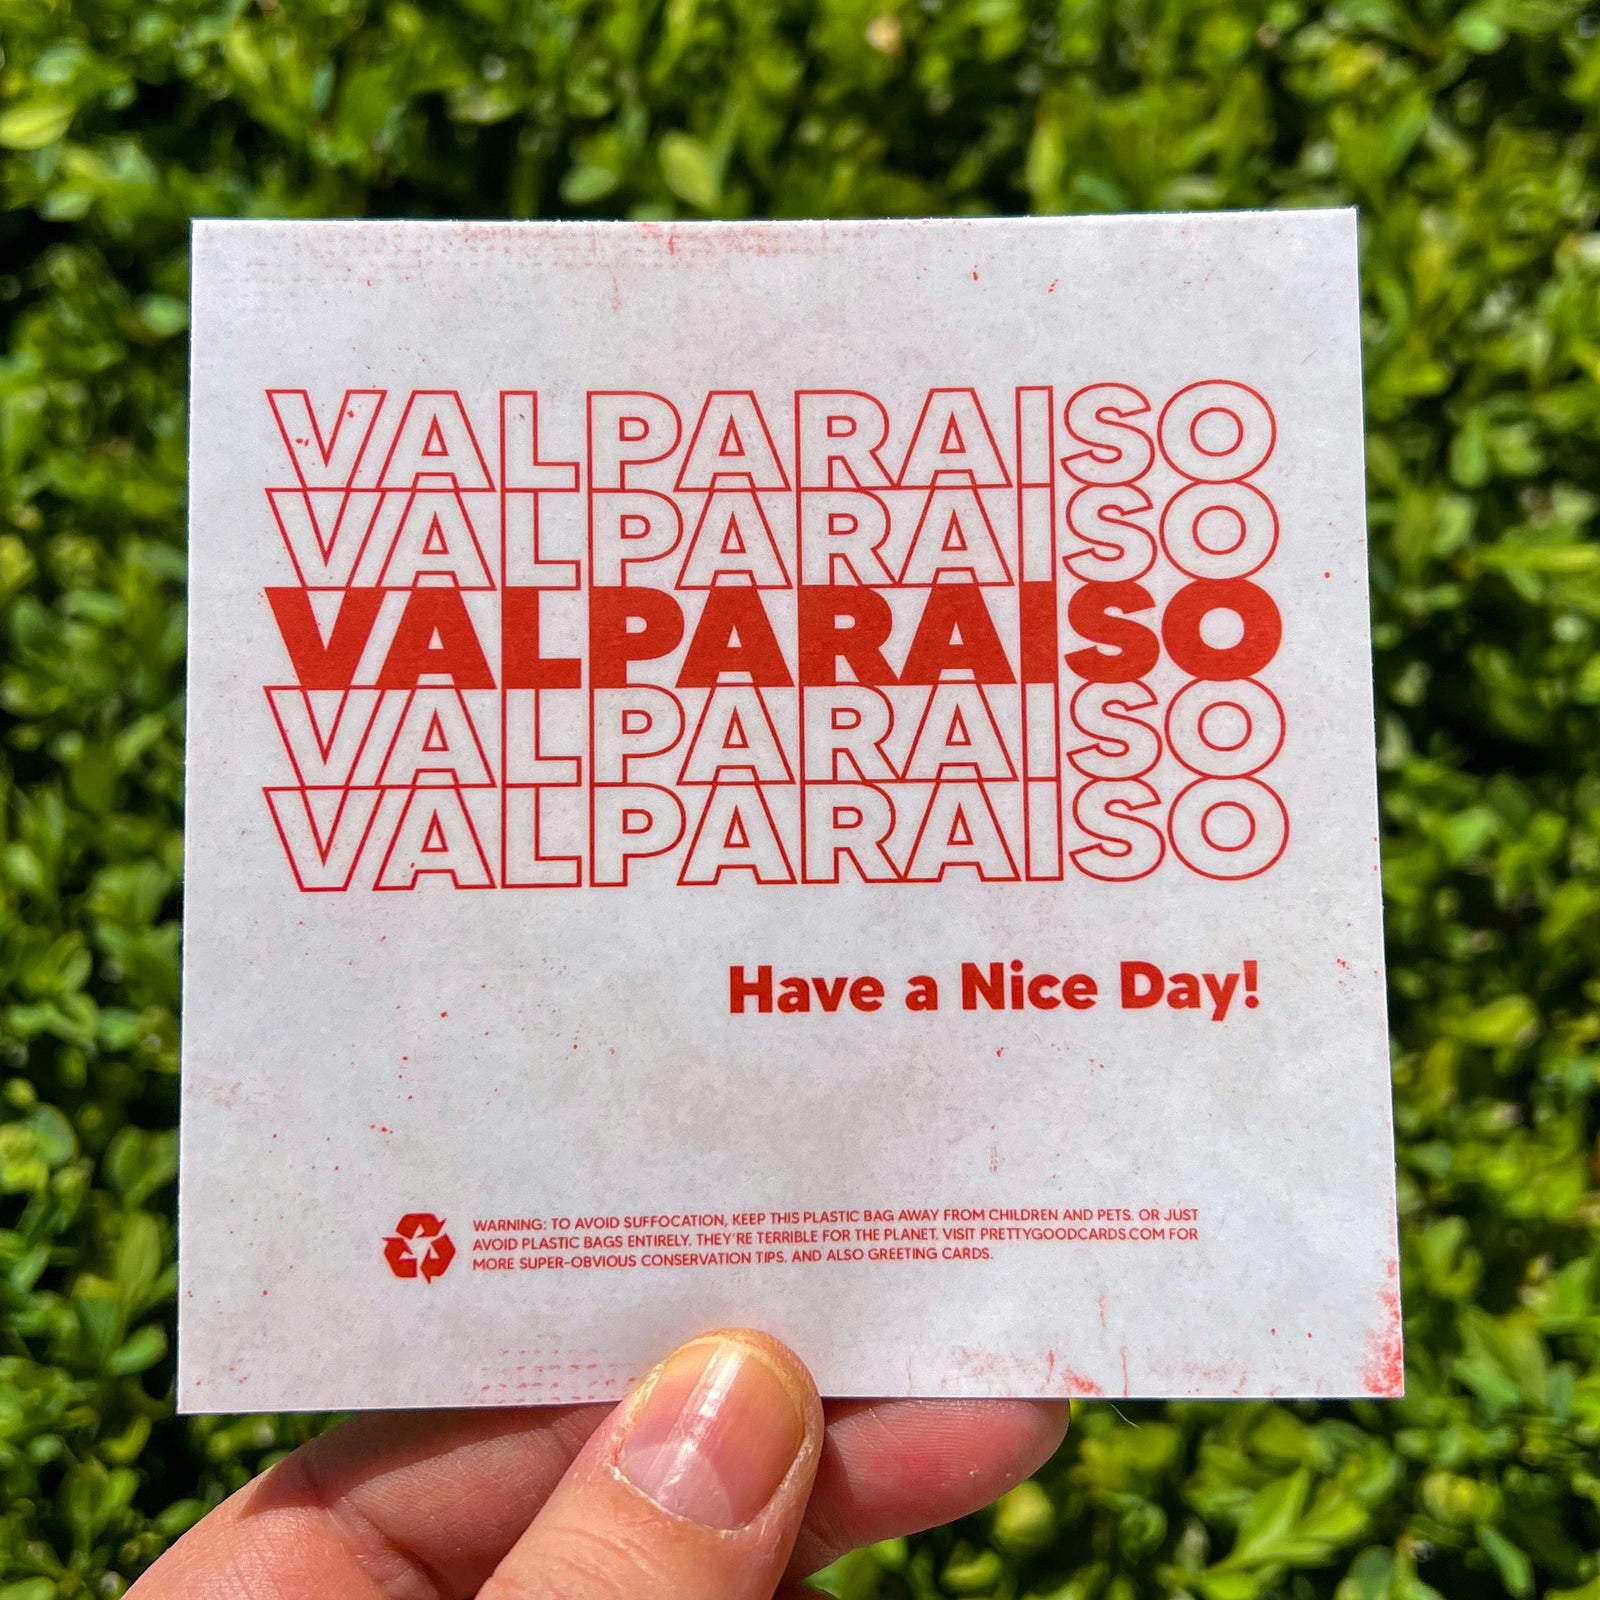 VALPARAISO
VALPARAISO
VALPARAISO
VALPARAISO
VALPARAISO
Have a Nice Day!
WARNING: TO AVOID SUFFOCATION, KEEP THIS PLASTIC BAG AWAY FROM CHILDREN AND PETS. OR JUST
AVOID PLASTIC BAGS ENTIRELY, THEY'RE TERRIBLE FOR THE PLANET. VISIT PRETTYGOODCARDS.COM FOR
MORE SUPER-OBVIOUS CONSERVATION TIPS. AND ALSO GREETING CARDS.